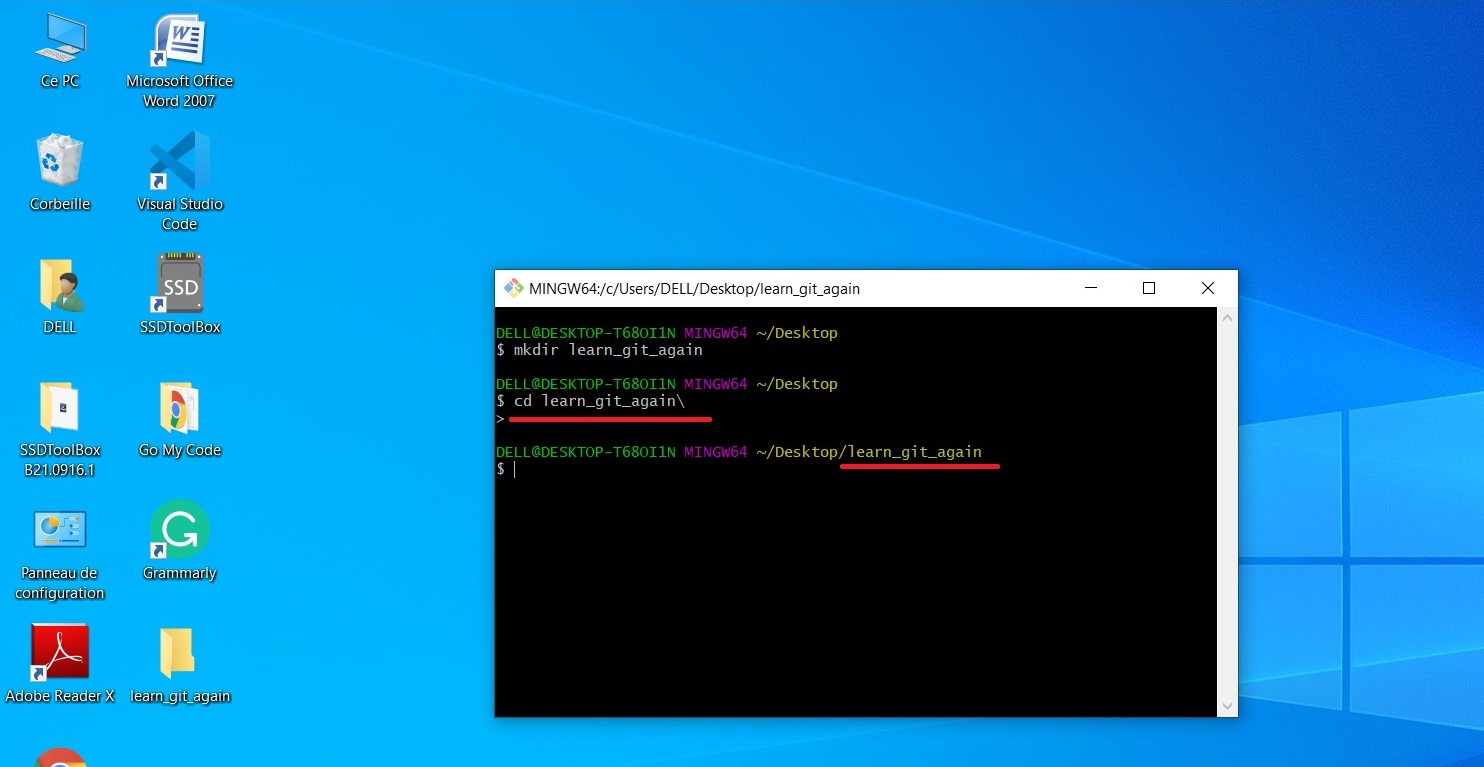 Ce PC
Microsoft Office
Word 2007
Corbeille
Visual Studio
Code
DELL
SSD
SSDToolBox
SSDToolBox
B21.0916.1
Go My Code
Panneau de
configuration
Grammarly
Adobe Reader X
learn_git_again
MINGW64:/c/Users/DELL/Desktop/learn_git_again
DELL@DESKTOP-T68OI1N MINGW64 ~/Desktop
$ mkdir learn_git_again
DELL@DESKTOP-T68OI1N MINGW64 ~/Desktop
$ cd learn_git_again\
>
DELL@DESKTOP-T68OI1N MINGW64 ~/Desktop/learn_git_again
$